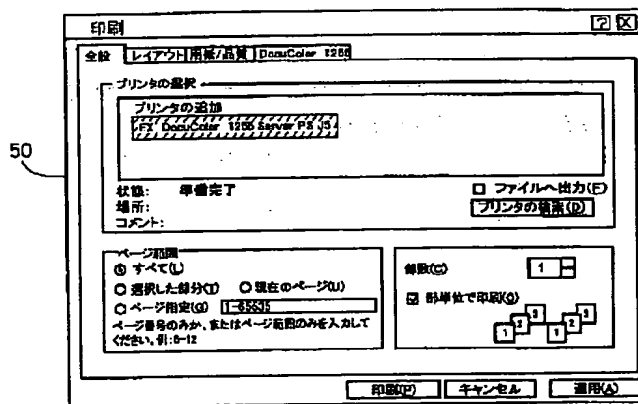 印刷
全般 レイアウト 用紙/品質 DocuColor 1256
プリンタの選択
プリンタの追加
FX DocuColor 1256 Server PS J5
50
状態: 準備完了
□ ファイルへ出力(F)
場所:
プリンタの検索(D)
コメント:
ページ範囲
すべて(L)
選択した部分(T) 現在のページ(U)
ページ指定(G) 1-65535
ページ番号のみか、またはページ範囲のみを入力して
ください。例:5-12
部数(C) 1
部単位で印刷(O)
1 2 3 1 2 3
印刷(P) キャンセル 適用(A)